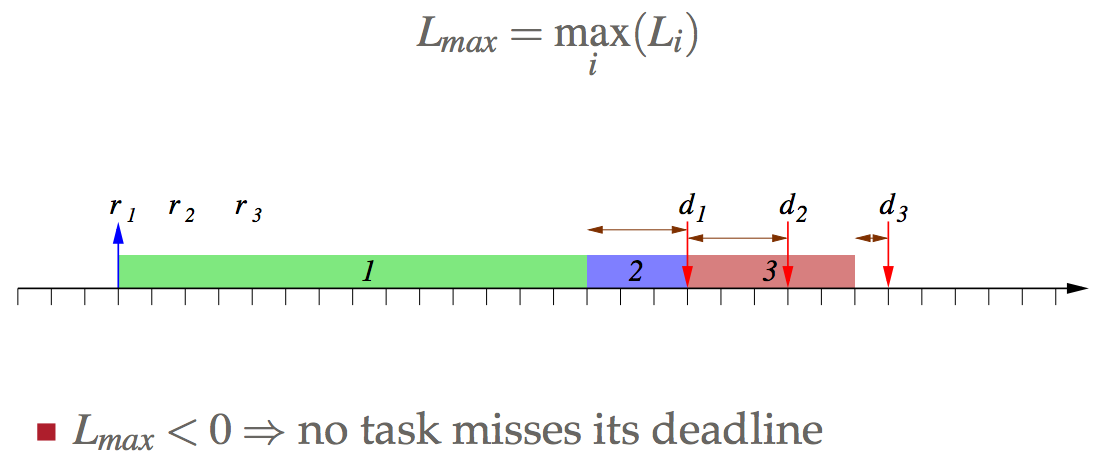 L_max = max_i(L_i)
r_1 r_2 r_3 d_1 d_2 d_3
1 2 3
■ L_max < 0 ⇒ no task misses its deadline